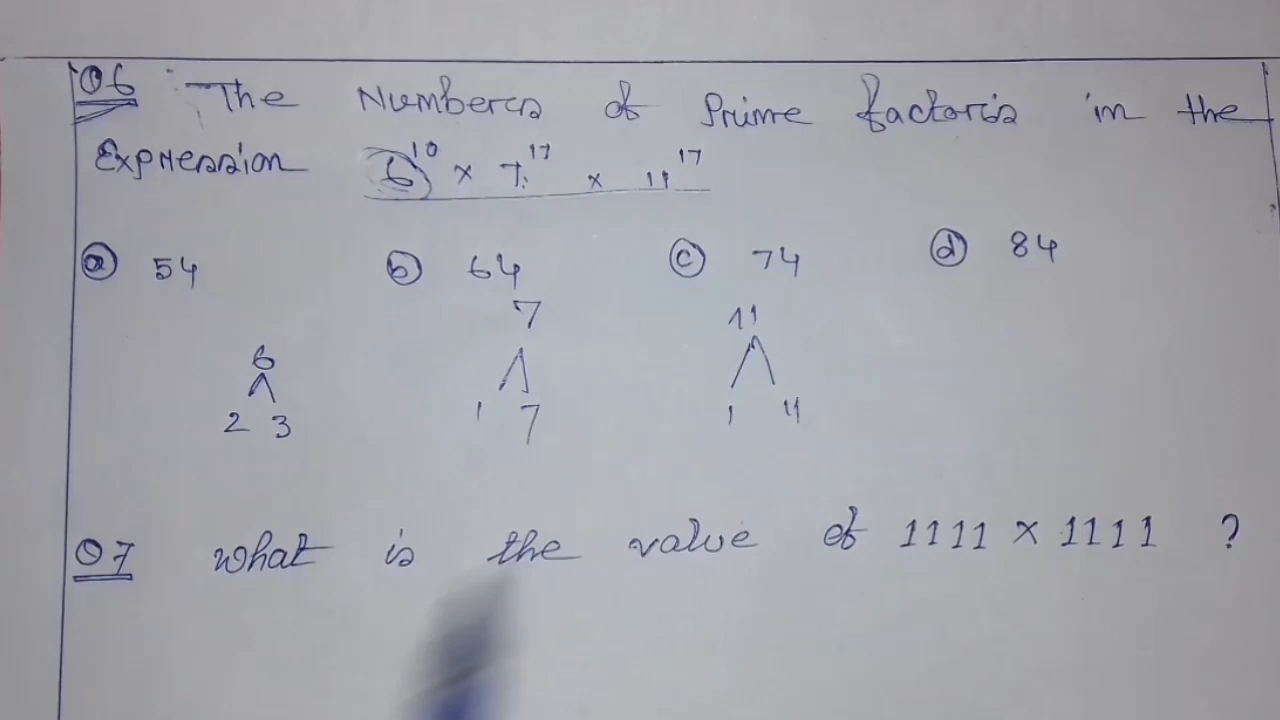 Q6 The Numbers of Prime factors in the
Expression 6^10 × 7^17 × 11^17
(a) 54 (b) 64 (c) 74 (d) 84
6 7 11
2 3 1 7 1 11
Q7 What is the value of 1111 × 1111 ?